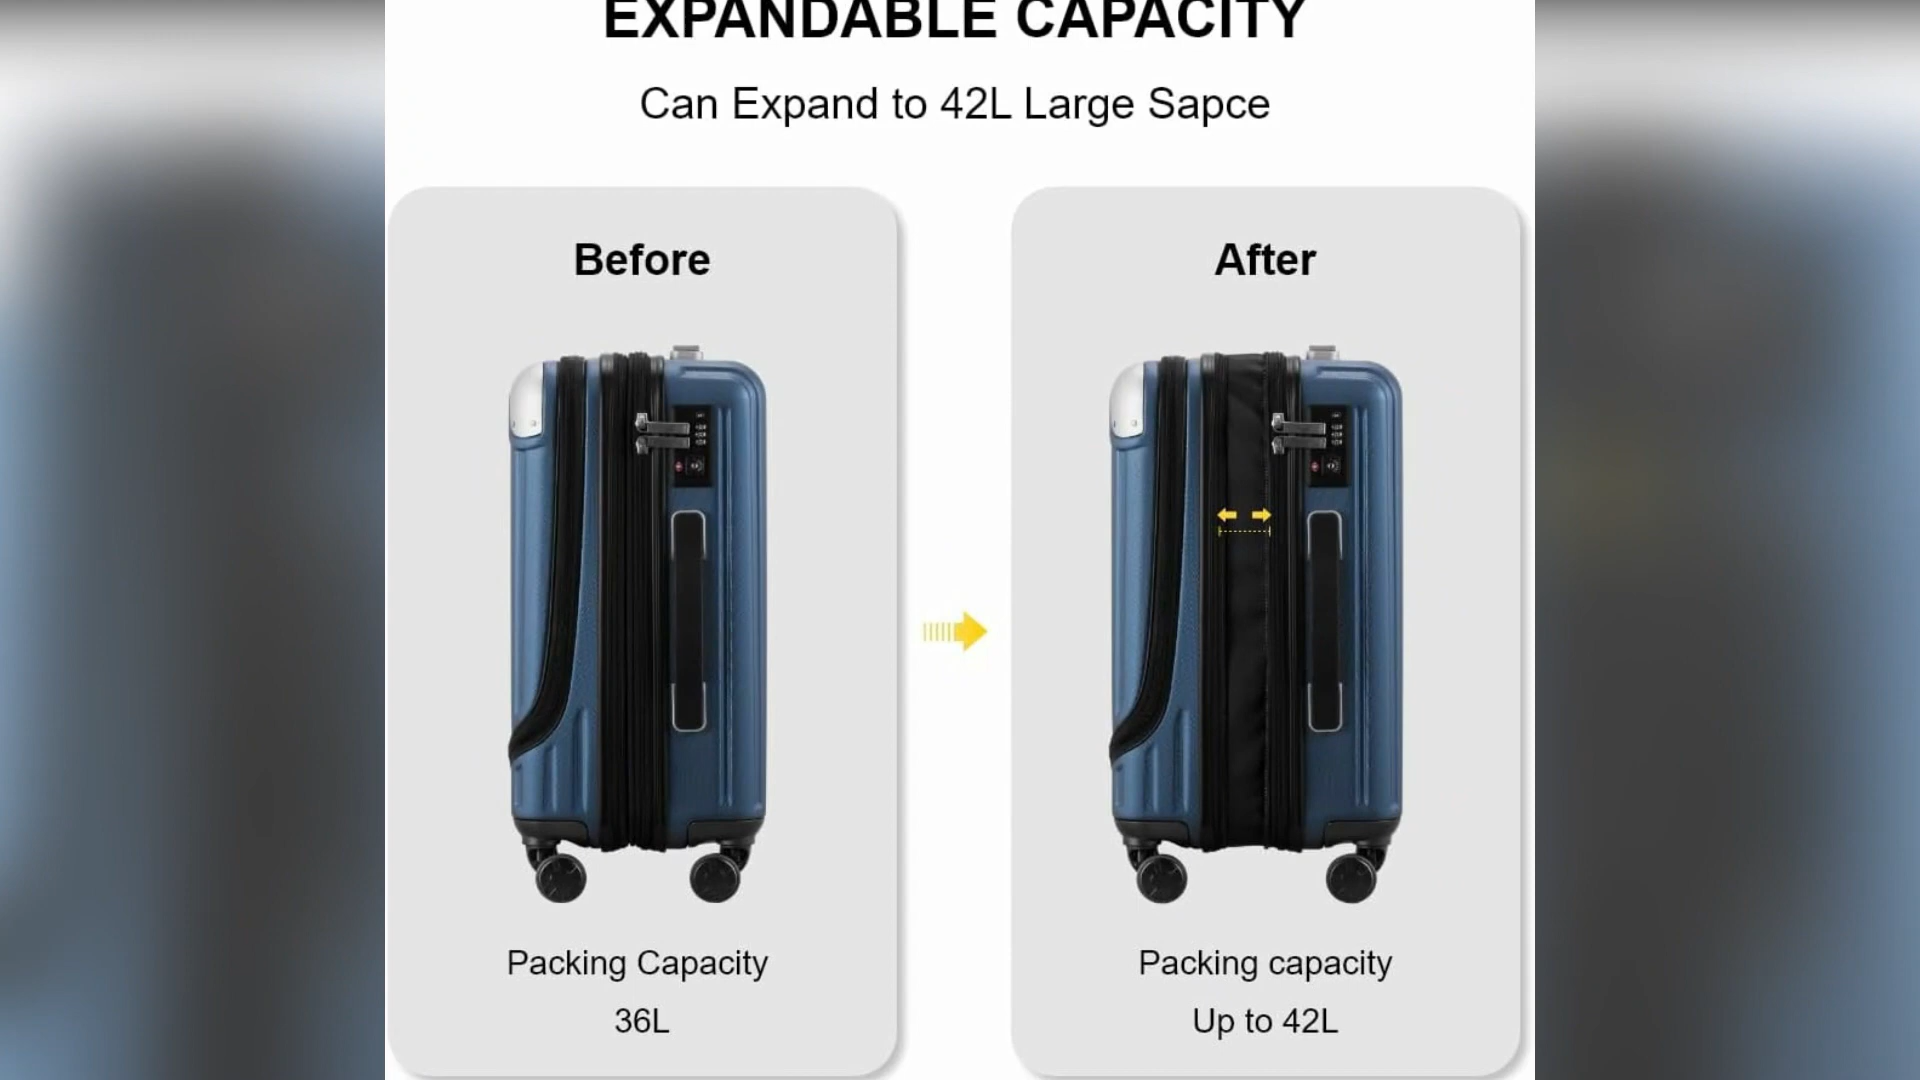 EXPANDABLE CAPACITY
Can Expand to 42L Large Sapce
Before
After
Packing Capacity
36L
Packing capacity
Up to 42L